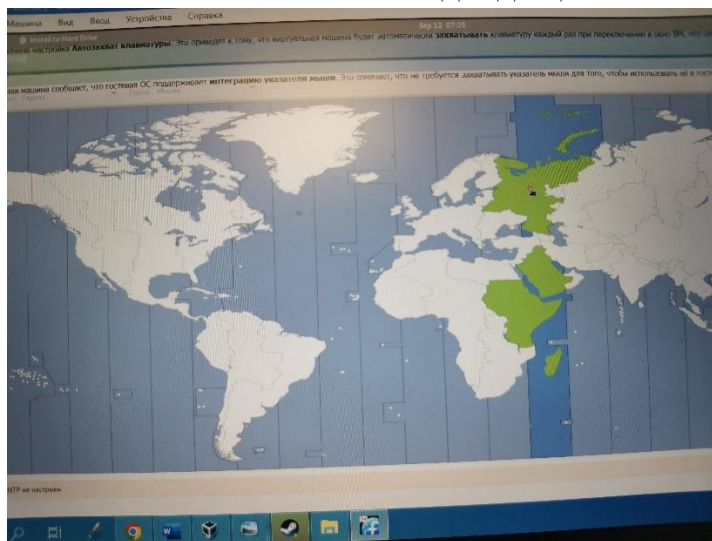 Машина Вид Ввод Устройства Справка
Install to Hard Drive
Sep 12 07:25
настройка Автозахват клавиатуры. Это приведет к тому, что виртуальная машина будет автоматически захватывать клавиатуру каждый раз при переключении в окно ВМ, что
машина сообщает, что гостевая ОС поддерживает интеграцию указателя мыши. Это означает, что не требуется захватывать указатель мыши для того, чтобы использовать её в гост
NTP не настроен